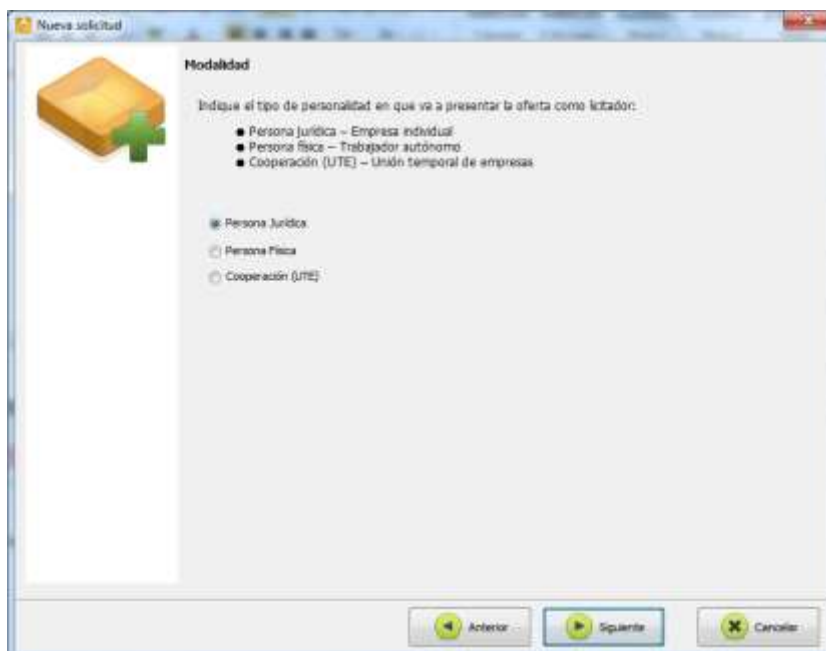 Nueva solicitud
Modalidad
Indique el tipo de personalidad en que va a presentar la oferta como licitador:
● Persona Jurídica – Empresa individual
● Persona física – Trabajador autónomo
● Cooperación (UTE) – Unión temporal de empresas
Persona Jurídica
Persona Física
Cooperación (UTE)
Anterior
Siguiente
Cancelar